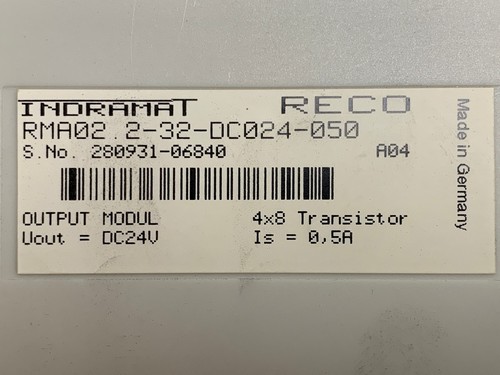 INDRAMAT RECO
RMA02.2-32-DC024-050
S.No. 280931-06840 A04
OUTPUT MODUL 4x8 Transistor
Uout = DC24V Is = 0,5A
Made in Germany